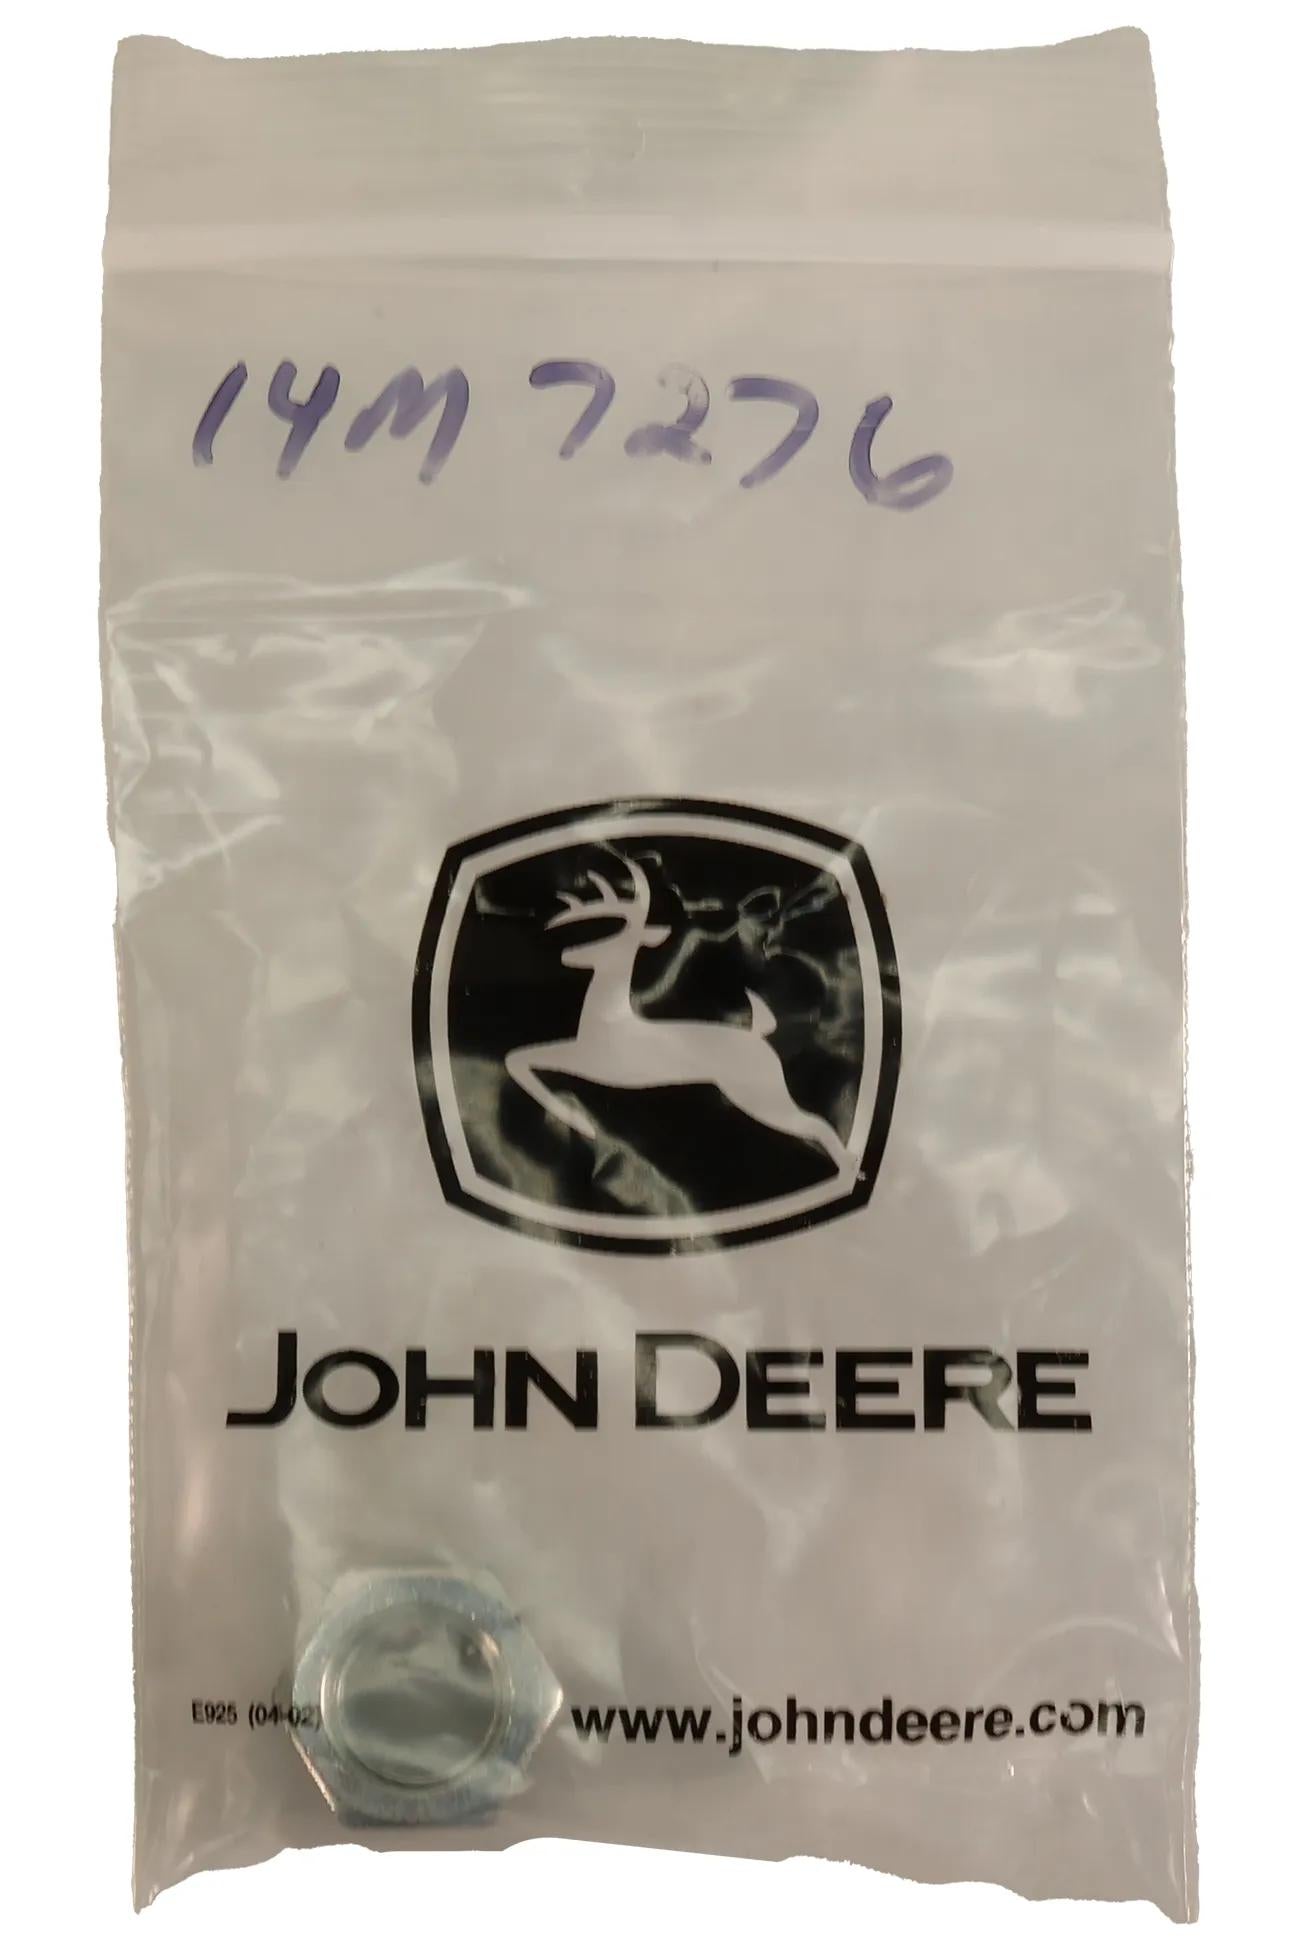 14M7276
JOHN DEERE
E925 (04-02)
www.johndeere.com